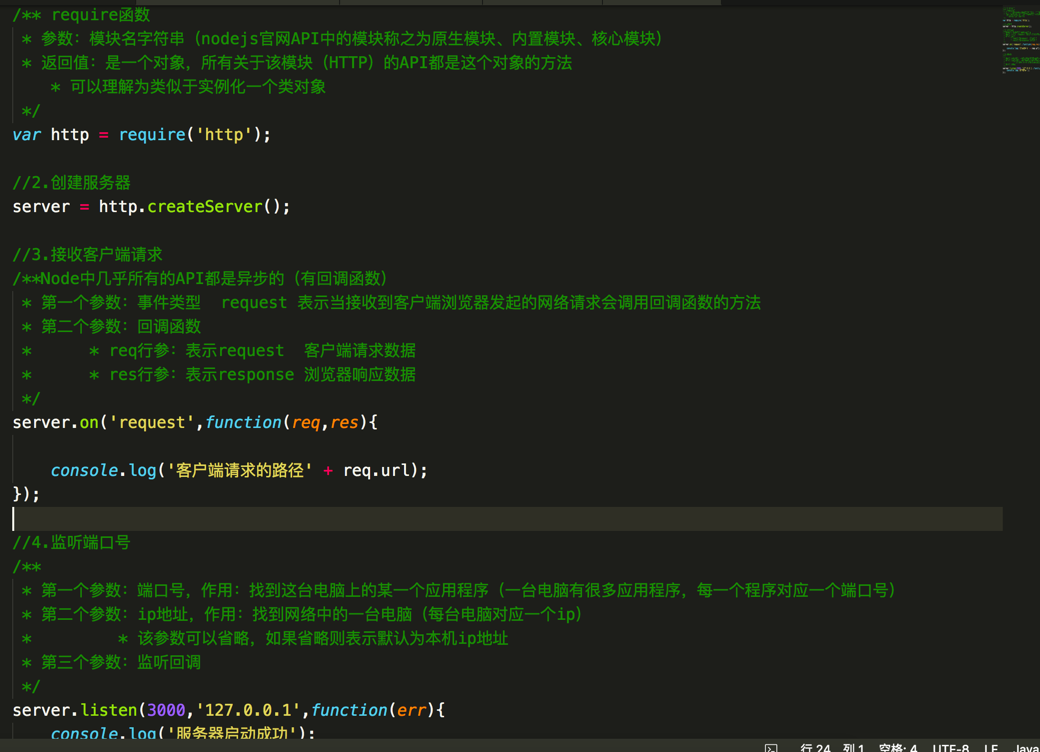 /** require函数
 * 参数：模块名字符串（nodejs官网API中的模块称之为原生模块、内置模块、核心模块）
 * 返回值：是一个对象，所有关于该模块（HTTP）的API都是这个对象的方法
    * 可以理解为类似于实例化一个类对象
 */
var http = require('http');
//2.创建服务器
server = http.createServer();
//3.接收客户端请求
/**Node中几乎所有的API都是异步的（有回调函数）
 * 第一个参数：事件类型  request 表示当接收到客户端浏览器发起的网络请求会调用回调函数的方法
 * 第二个参数：回调函数
 *      * req行参：表示request  客户端请求数据
 *      * res行参：表示response 浏览器响应数据
 */
server.on('request',function(req,res){
    console.log('客户端请求的路径' + req.url);
});
//4.监听端口号
/**
 * 第一个参数：端口号，作用：找到这台电脑上的某一个应用程序（一台电脑有很多应用程序，每一个程序对应一个端口号）
 * 第二个参数：ip地址，作用：找到网络中的一台电脑（每台电脑对应一个ip）
 *         * 该参数可以省略，如果省略则表示默认为本机ip地址
 * 第三个参数：监听回调
 */
server.listen(3000,'127.0.0.1',function(err){
    console.log('服务器启动成功');
行 24  列 1  空格: 4  UTF-8  LF  Java